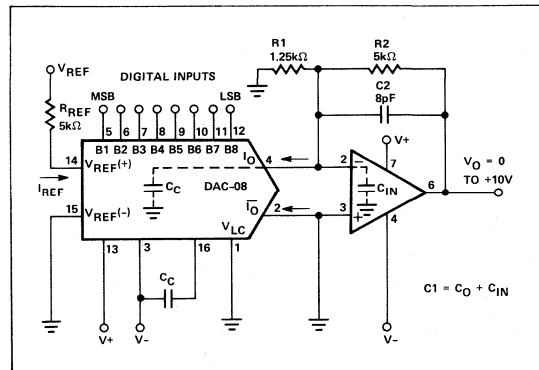 R1
1.25kΩ
R2
5kΩ
C2
8pF
VREF
DIGITAL INPUTS
RREF
5kΩ
MSB
LSB
5 6 7 8 9 10 11 12
B1 B2 B3 B4 B5 B6 B7 B8
14
VREF(+)
IO
4
IREF
CC
DAC-08
15
VREF(−)
IO
2
VLC
13
3
16
1
CC
V+
V−
2
−
CIN
3
+
V+
7
6
4
V−
VO = 0
TO +10V
C1 = CO + CIN